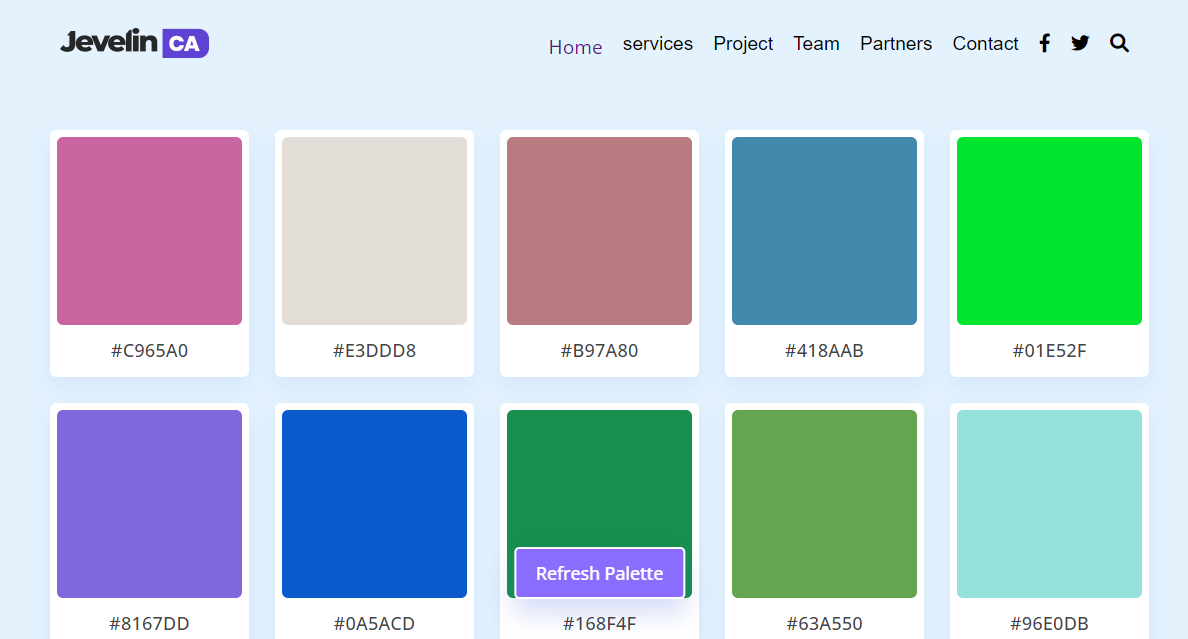 Jevelin CA
Home services Project Team Partners Contact
#C965A0 #E3DDD8 #B97A80 #418AAB #01E52F
Refresh Palette
#8167DD #0A5ACD #168F4F #63A550 #96E0DB